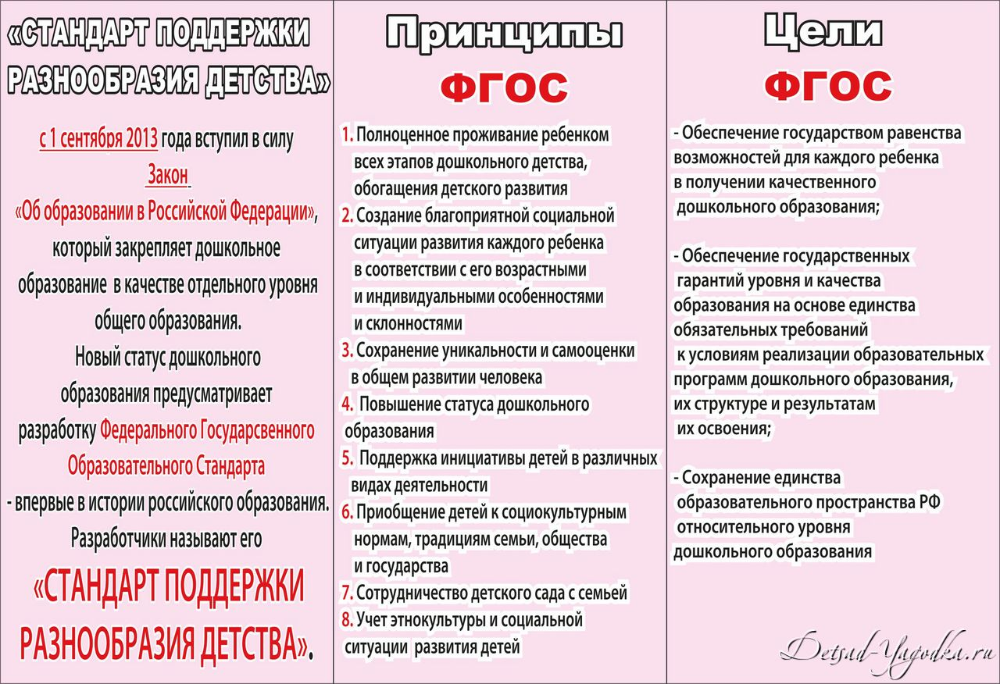 «СТАНДАРТ ПОДДЕРЖКИ
РАЗНООБРАЗИЯ ДЕТСТВА»
с 1 сентября 2013 года вступил в силу
Закон
«Об образовании в Российской Федерации»,
который закрепляет дошкольное
образование в качестве отдельного уровня
общего образования.
Новый статус дошкольного
образования предусматривает
разработку Федерального Государсвенного
Образовательного Стандарта
- впервые в истории российского образования.
Разработчики называют его
«СТАНДАРТ ПОДДЕРЖКИ
РАЗНООБРАЗИЯ ДЕТСТВА».
Принципы
ФГОС
1. Полноценное проживание ребенком
всех этапов дошкольного детства,
обогащения детского развития
2. Создание благоприятной социальной
ситуации развития каждого ребенка
в соответствии с его возрастными
и индивидуальными особенностями
и склонностями
3. Сохранение уникальности и самооценки
в общем развитии человека
4. Повышение статуса дошкольного
образования
5. Поддержка инициативы детей в различных
видах деятельности
6. Приобщение детей к социокультурным
нормам, традициям семьи, общества
и государства
7. Сотрудничество детского сада с семьей
8. Учет этнокультуры и социальной
ситуации развития детей
Цели
ФГОС
- Обеспечение государством равенства
возможностей для каждого ребенка
в получении качественного
дошкольного образования;
- Обеспечение государственных
гарантий уровня и качества
образования на основе единства
обязательных требований
к условиям реализации образовательных
программ дошкольного образования,
их структуре и результатам
их освоения;
- Сохранение единства
образовательного пространства РФ
относительного уровня
дошкольного образования
Detsad-Yagodka.ru